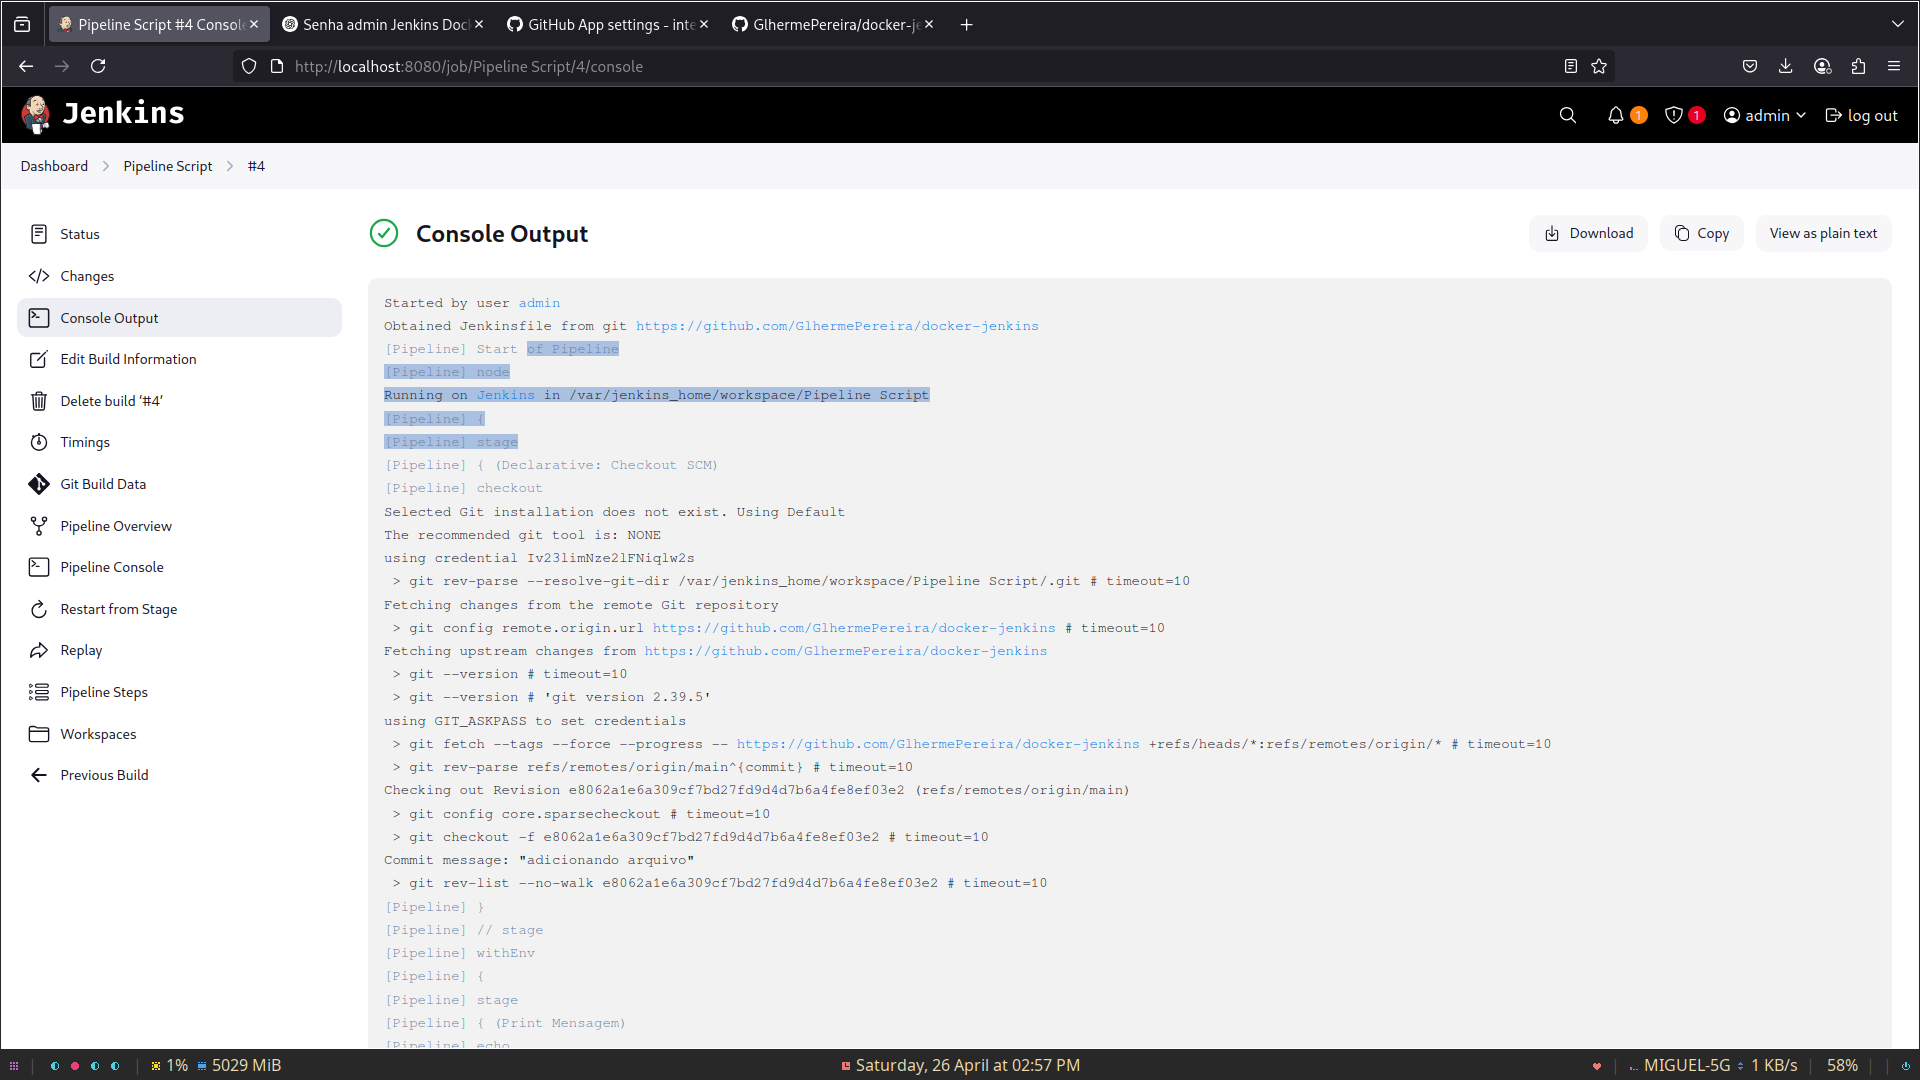 Pipeline Script #4 Consol
Senha admin Jenkins Doc
GitHub App settings - inte
GlhermePereira/docker-je
http://localhost:8080/job/Pipeline Script/4/console
Jenkins
1
1
admin
log out
Dashboard
Pipeline Script
#4
Status
Changes
Console Output
Edit Build Information
Delete build ‘#4’
Timings
Git Build Data
Pipeline Overview
Pipeline Console
Restart from Stage
Replay
Pipeline Steps
Workspaces
Previous Build
Console Output
Download
Copy
View as plain text
Started by user admin
Obtained Jenkinsfile from git https://github.com/GlhermePereira/docker-jenkins
[Pipeline] Start of Pipeline
[Pipeline] node
Running on Jenkins in /var/jenkins_home/workspace/Pipeline Script
[Pipeline] {
[Pipeline] stage
[Pipeline] { (Declarative: Checkout SCM)
[Pipeline] checkout
Selected Git installation does not exist. Using Default
The recommended git tool is: NONE
using credential Iv23limNze2lFNiqlw2s
> git rev-parse --resolve-git-dir /var/jenkins_home/workspace/Pipeline Script/.git # timeout=10
Fetching changes from the remote Git repository
> git config remote.origin.url https://github.com/GlhermePereira/docker-jenkins # timeout=10
Fetching upstream changes from https://github.com/GlhermePereira/docker-jenkins
> git --version # timeout=10
> git --version # 'git version 2.39.5'
using GIT_ASKPASS to set credentials
> git fetch --tags --force --progress -- https://github.com/GlhermePereira/docker-jenkins +refs/heads/*:refs/remotes/origin/* # timeout=10
> git rev-parse refs/remotes/origin/main^{commit} # timeout=10
Checking out Revision e8062a1e6a309cf7bd27fd9d4d7b6a4fe8ef03e2 (refs/remotes/origin/main)
> git config core.sparsecheckout # timeout=10
> git checkout -f e8062a1e6a309cf7bd27fd9d4d7b6a4fe8ef03e2 # timeout=10
Commit message: "adicionando arquivo"
> git rev-list --no-walk e8062a1e6a309cf7bd27fd9d4d7b6a4fe8ef03e2 # timeout=10
[Pipeline] }
[Pipeline] // stage
[Pipeline] withEnv
[Pipeline] {
[Pipeline] stage
[Pipeline] { (Print Mensagem)
[Pipeline] echo
1%
5029 MiB
Saturday, 26 April at 02:57 PM
MIGUEL-5G
1 KB/s
58%